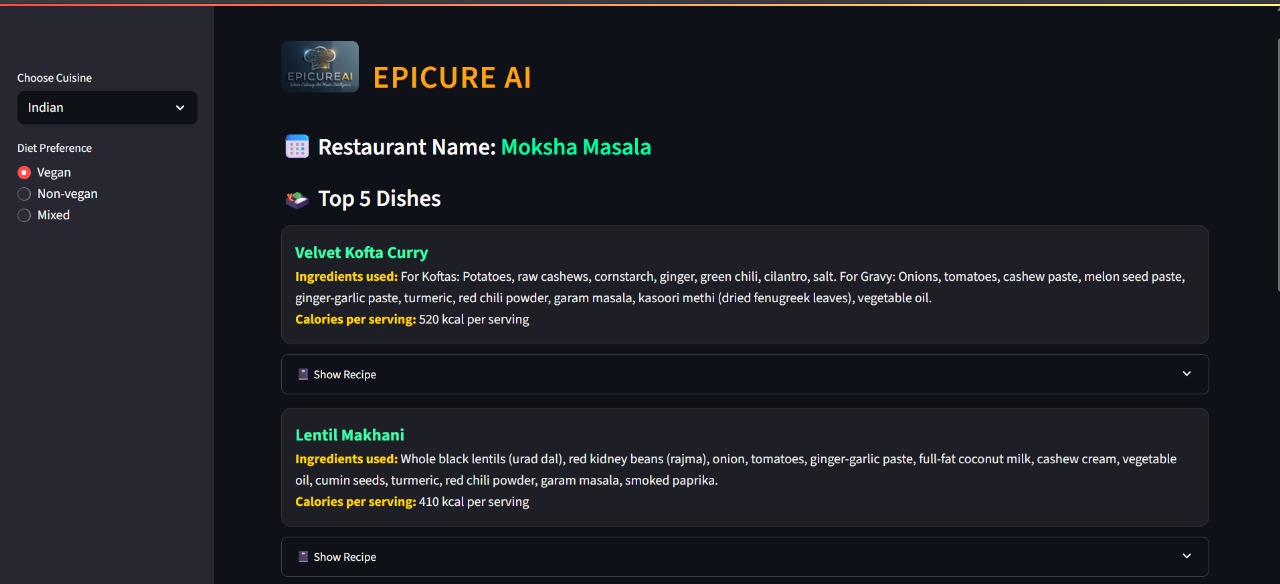 Choose Cuisine
Indian
Diet Preference
Vegan
Non-vegan
Mixed
EPICUREAI
EPICURE AI
Restaurant Name: Moksha Masala
Top 5 Dishes
Velvet Kofta Curry
Ingredients used: For Koftas: Potatoes, raw cashews, cornstarch, ginger, green chili, cilantro, salt. For Gravy: Onions, tomatoes, cashew paste, melon seed paste,
ginger-garlic paste, turmeric, red chili powder, garam masala, kasoori methi (dried fenugreek leaves), vegetable oil.
Calories per serving: 520 kcal per serving
Show Recipe
Lentil Makhani
Ingredients used: Whole black lentils (urad dal), red kidney beans (rajma), onion, tomatoes, ginger-garlic paste, full-fat coconut milk, cashew cream, vegetable
oil, cumin seeds, turmeric, red chili powder, garam masala, smoked paprika.
Calories per serving: 410 kcal per serving
Show Recipe